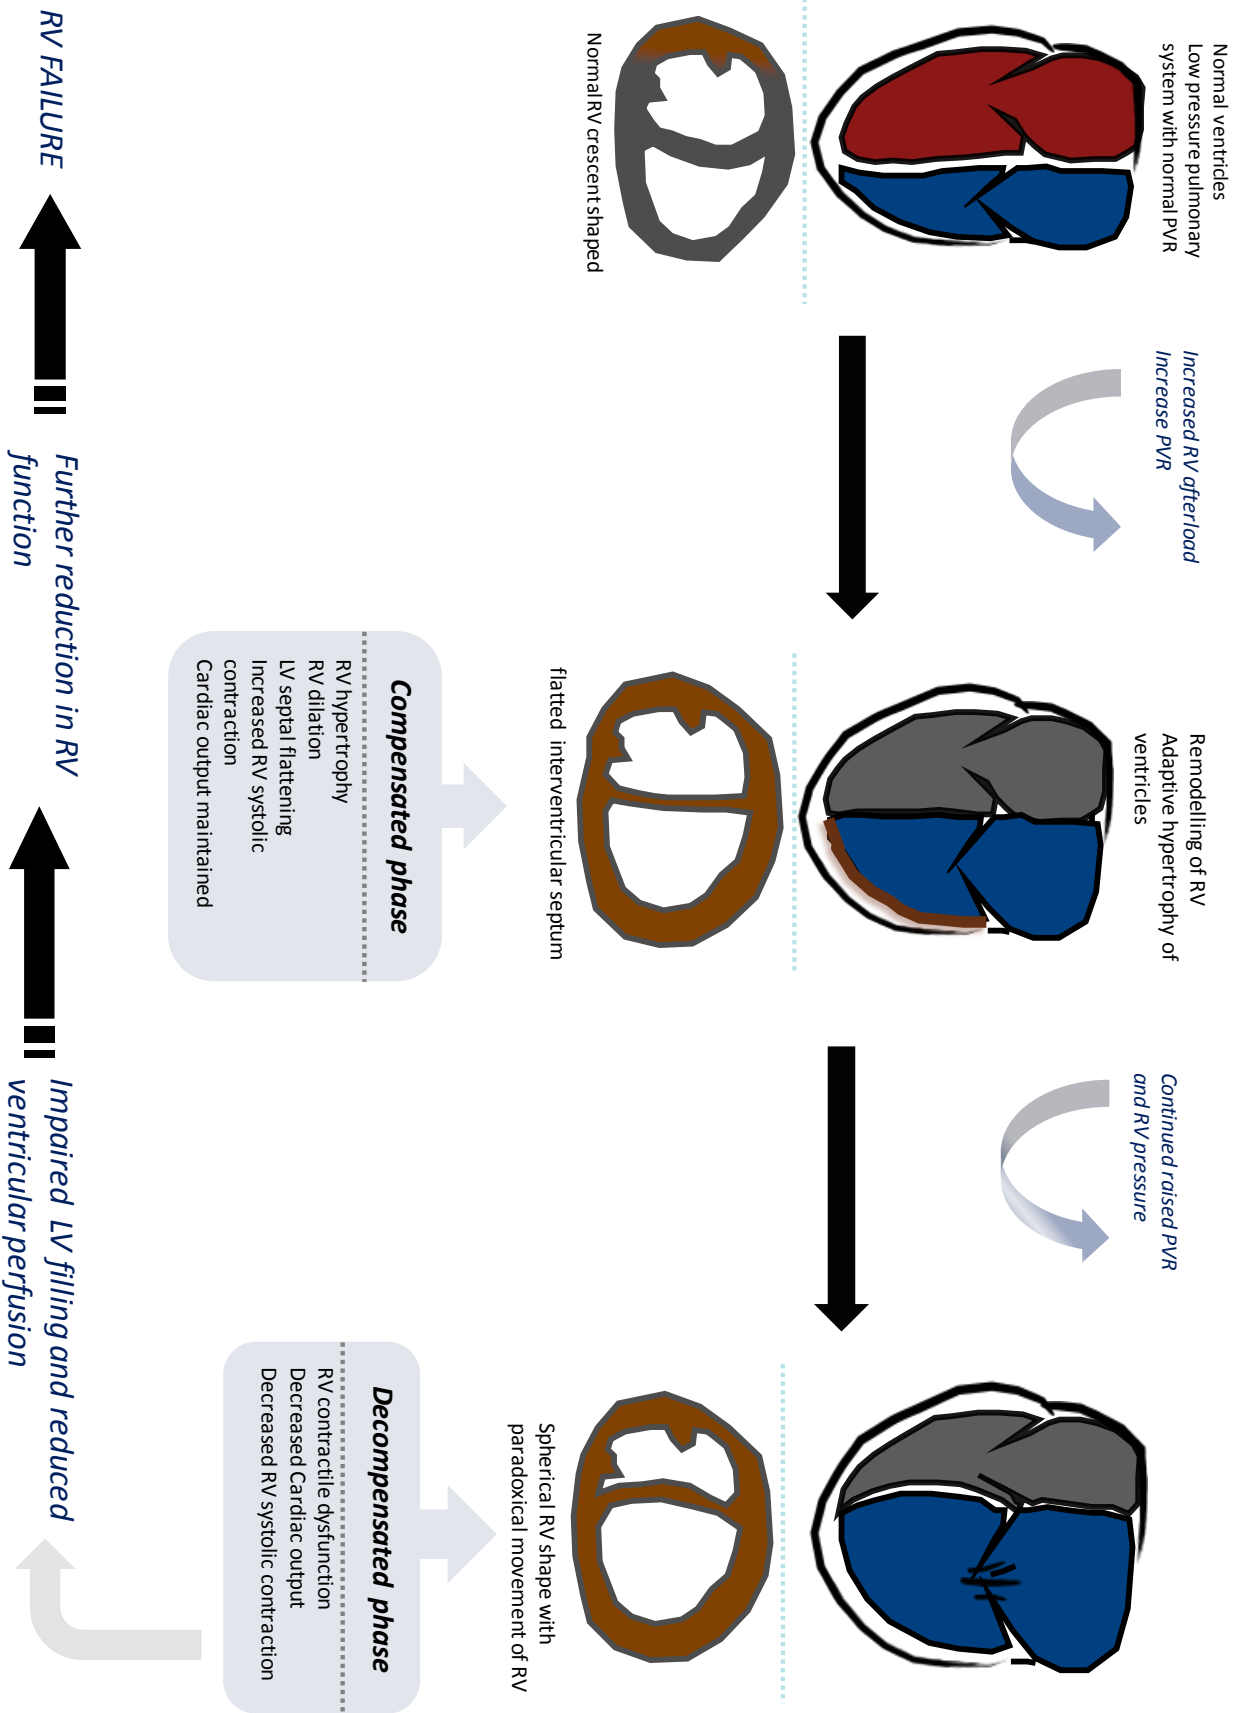 Normal ventricles
Low pressure pulmonary
system with normal PVR
Increased RV afterload
Increase PVR
Remodelling of RV
Adaptive hypertrophy of
ventricles
Continued raised PVR
and RV pressure
Normal RV crescent shaped
flatted interventricular septum
Spherical RV shape with
paradoxical movement of RV
Compensated phase
RV hypertrophy
RV dilation
LV septal flattening
Increased RV systolic
contraction
Cardiac output maintained
Decompensated phase
RV contractile dysfunction
Decreased Cardiac output
Decreased RV systolic contraction
RV FAILURE
Further reduction in RV
function
Impaired LV filling and reduced
ventricular perfusion